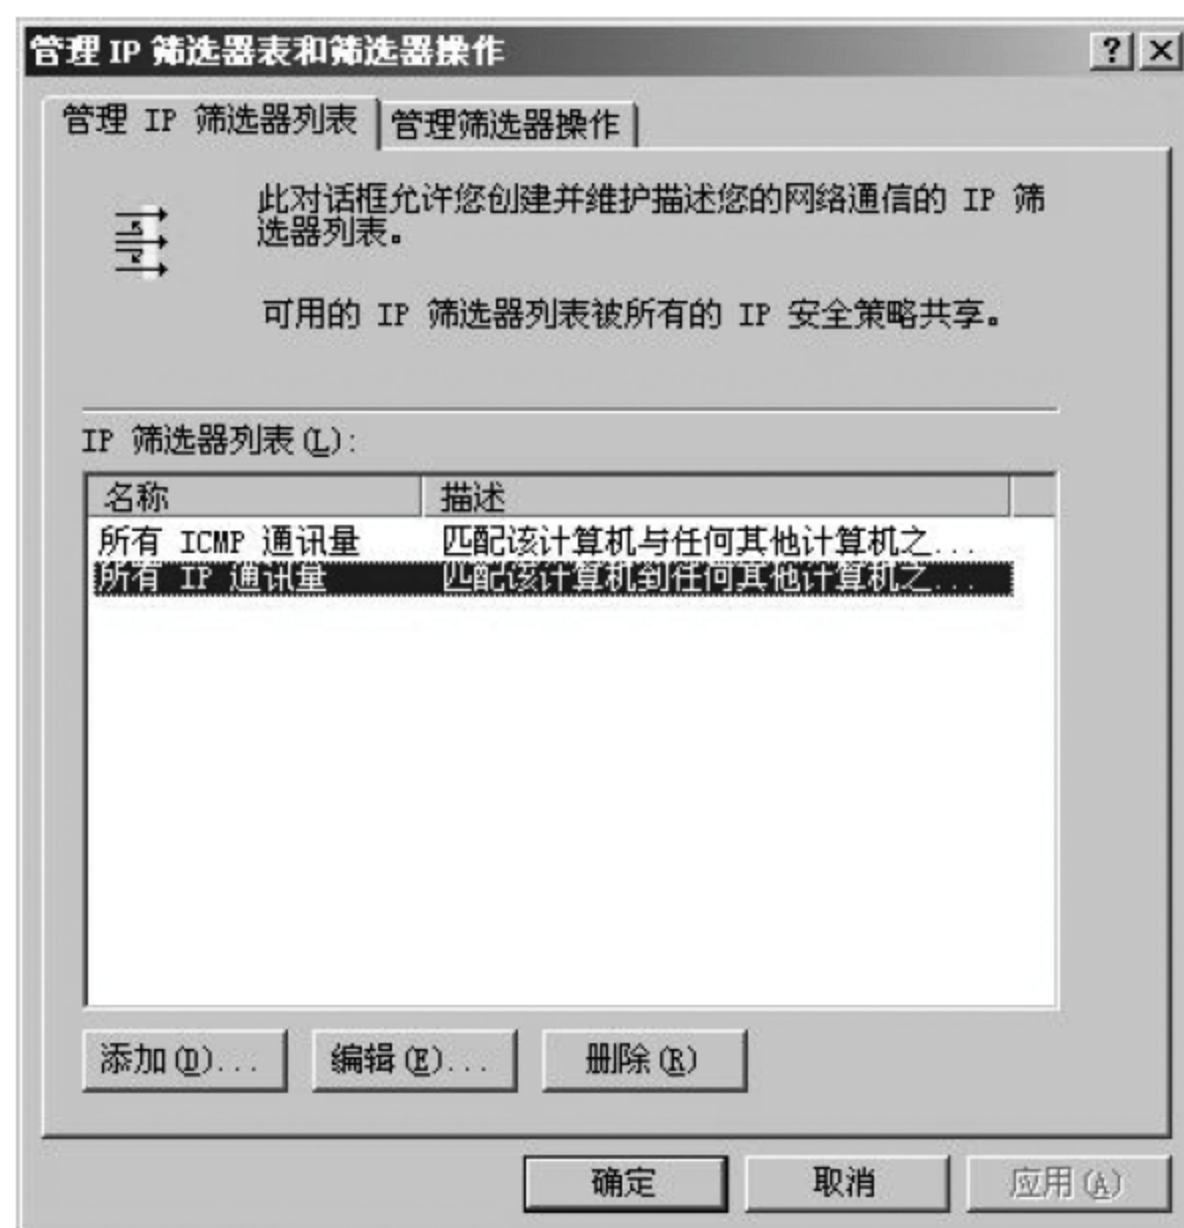 管理 IP 筛选器表和筛选器操作
管理 IP 筛选器列表 管理筛选器操作
此对话框允许您创建并维护描述您的网络通信的 IP 筛
选器列表。
可用的 IP 筛选器列表被所有的 IP 安全策略共享。
IP 筛选器列表(L):
名称 描述
所有 ICMP 通讯量 匹配该计算机与任何其他计算机之...
所有 IP 通讯量 匹配该计算机到任何其他计算机之...
添加(D)... 编辑(E)... 删除(R)
确定 取消 应用(A)